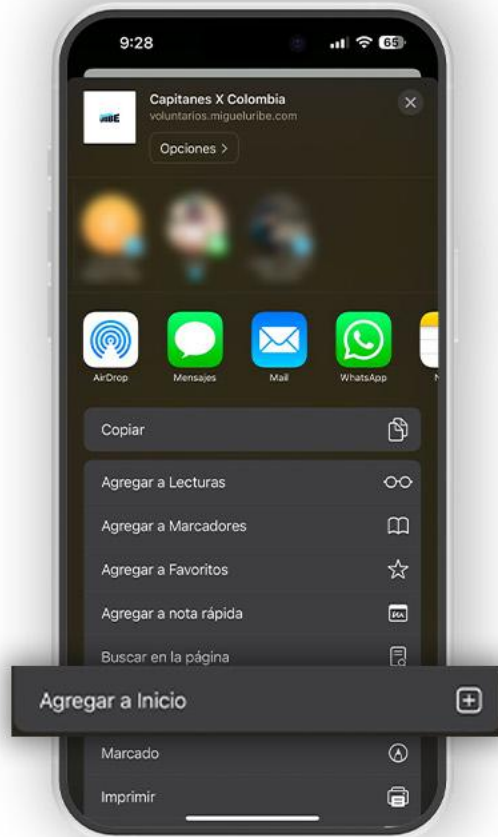 9:28
65
Capitanes X Colombia
voluntarios.migueluribe.com
Opciones >
AirDrop
Mensajes
Mail
WhatsApp
Copiar
Agregar a Lecturas
Agregar a Marcadores
Agregar a Favoritos
Agregar a nota rápida
Buscar en la página
Agregar a Inicio
Marcado
Imprimir